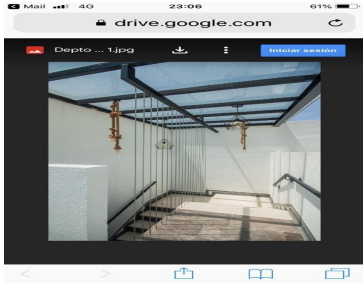 Mail 4G 23:06 61%
drive.google.com
Depto ... 1.jpg Iniciar sesión